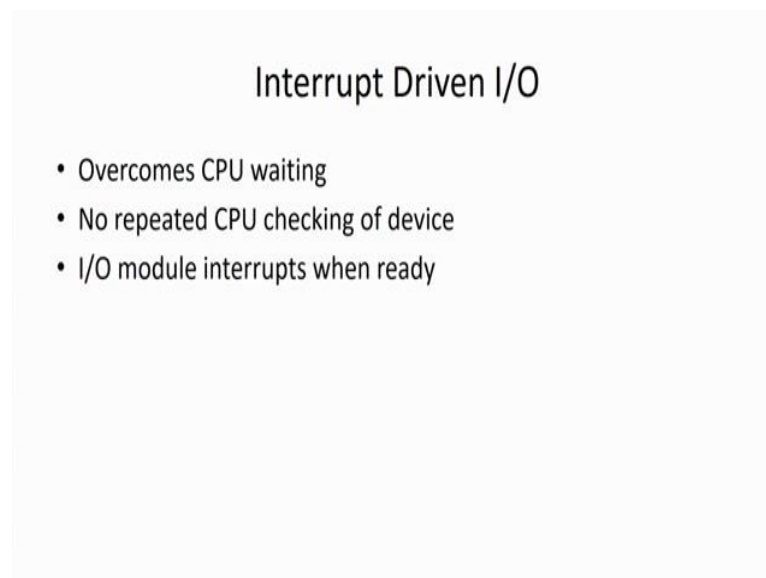 Interrupt Driven I/O
• Overcomes CPU waiting
• No repeated CPU checking of device
• I/O module interrupts when ready